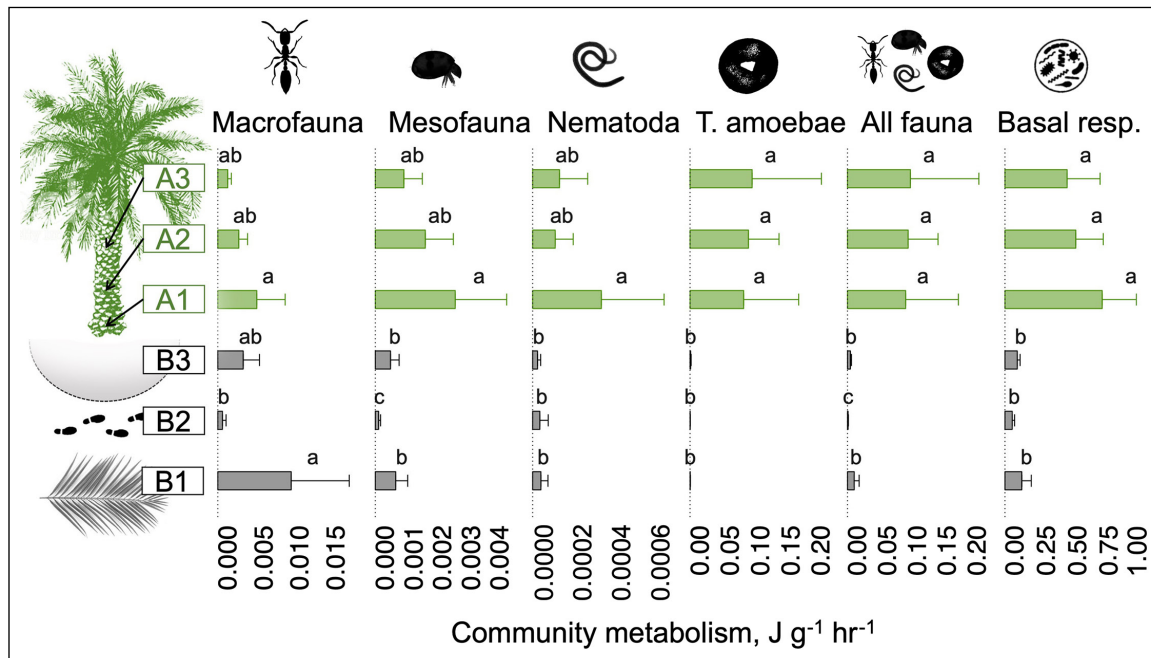 Macrofauna Mesofauna Nematoda T. amoebae All fauna Basal resp.
A3 ab ab ab a a a
A2 ab ab ab a a a
A1 a a a a a a
B3 ab b b b b b
B2 b c b b c b
B1 a b b b b b
0.000 0.005 0.010 0.015 0.000 0.001 0.002 0.003 0.004 0.0000 0.0002 0.0004 0.0006 0.00 0.05 0.10 0.20 0.00 0.05 0.10 0.20 0.00 0.25 0.50 0.75 1.00
Community metabolism, J g⁻¹ hr⁻¹